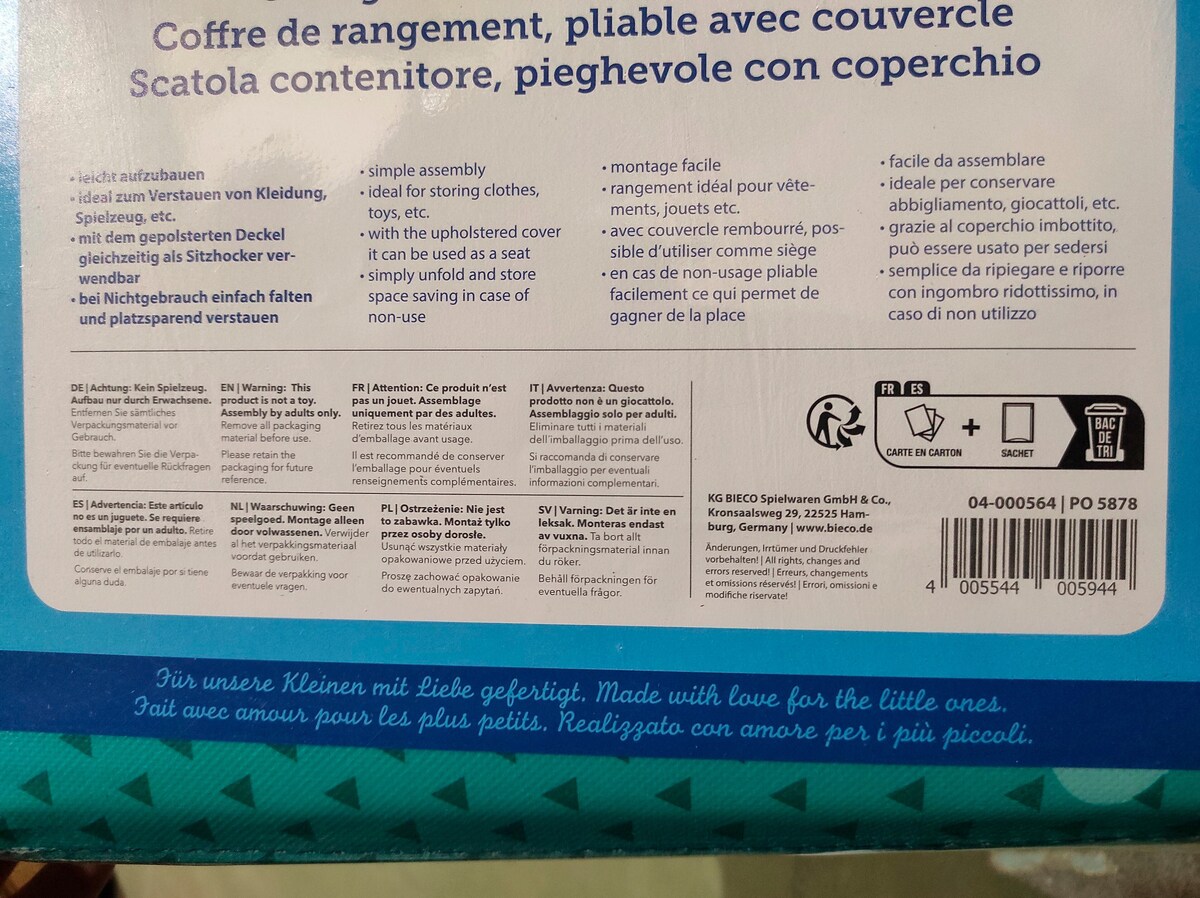 Coffre de rangement, pliable avec couvercle
Scatola contenitore, pieghevole con coperchio
• leicht aufzubauen
• ideal zum Verstauen von Kleidung,
Spielzeug, etc.
• mit dem gepolsterten Deckel
gleichzeitig als Sitzhocker ver-
wendbar
• bei Nichtgebrauch einfach falten
und platzsparend verstauen
• simple assembly
• ideal for storing clothes,
toys, etc.
• with the upholstered cover
it can be used as a seat
• simply unfold and store
space saving in case of
non-use
• montage facile
• rangement idéal pour vête-
ments, jouets etc.
• avec couvercle rembourré, pos-
sible d'utiliser comme siège
• en cas de non-usage pliable
facilement ce qui permet de
gagner de la place
• facile da assemblare
• ideale per conservare
abbigliamento, giocattoli, etc.
• grazie al coperchio imbottito,
può essere usato per sedersi
• semplice da ripiegare e riporre
con ingombro ridottissimo, in
caso di non utilizzo
DE | Achtung: Kein Spielzeug.
Aufbau nur durch Erwachsene.
Entfernen Sie sämtliches
Verpackungsmaterial vor
Gebrauch.
Bitte bewahren Sie die Verpa-
ckung für eventuelle Rückfragen
auf.
EN | Warning: This
product is not a toy.
Assembly by adults only.
Remove all packaging
material before use.
Please retain the
packaging for future
reference.
FR | Attention: Ce produit n'est
pas un jouet. Assemblage
uniquement par des adultes.
Retirez tous les matériaux
d'emballage avant usage.
Il est recommandé de conserver
l'emballage pour éventuels
renseignements complémentaires.
IT | Avvertenza: Questo
prodotto non è un giocattolo.
Assemblaggio solo per adulti.
Eliminare tutti i materiali
dell'imballaggio prima dell'uso.
Si raccomanda di conservare
l'imballaggio per eventuali
informazioni complementari.
ES | Advertencia: Este artículo
no es un juguete. Se requiere
ensamblaje por un adulto. Retire
todo el material de embalaje antes
de utilizarlo.
Conserve el embalaje por si tiene
alguna duda.
NL | Waarschuwing: Geen
speelgoed. Montage alleen
door volwassenen. Verwijder
al het verpakkingsmateriaal
voordat gebruiken.
Bewaar de verpakking voor
eventuele vragen.
PL | Ostrzeżenie: Nie jest
to zabawka. Montaż tylko
przez osoby dorosłe.
Usunąć wszystkie materiały
opakowaniowe przed użyciem.
Proszę zachować opakowanie
do ewentualnych zapytań.
SV | Varning: Det är inte en
leksak. Monteras endast
av vuxna. Ta bort allt
förpackningsmaterial innan
du röker.
Behåll förpackningen för
eventuella frågor.
FR ES
CARTE EN CARTON + SACHET
BAC
DE
TRI
KG BIECO Spielwaren GmbH & Co.,
Kronsaalsweg 29, 22525 Ham-
burg, Germany | www.bieco.de
Änderungen, Irrtümer und Druckfehler
vorbehalten! | All rights, changes and
errors reserved! | Erreurs, changements
et omissions réservés! | Errori, omissioni e
modifiche riservate!
04-000564 | PO 5878
4 005544 005944
Für unsere Kleinen mit Liebe gefertigt. Made with love for the little ones.
Fait avec amour pour les plus petits. Realizzato con amore per i più piccoli.